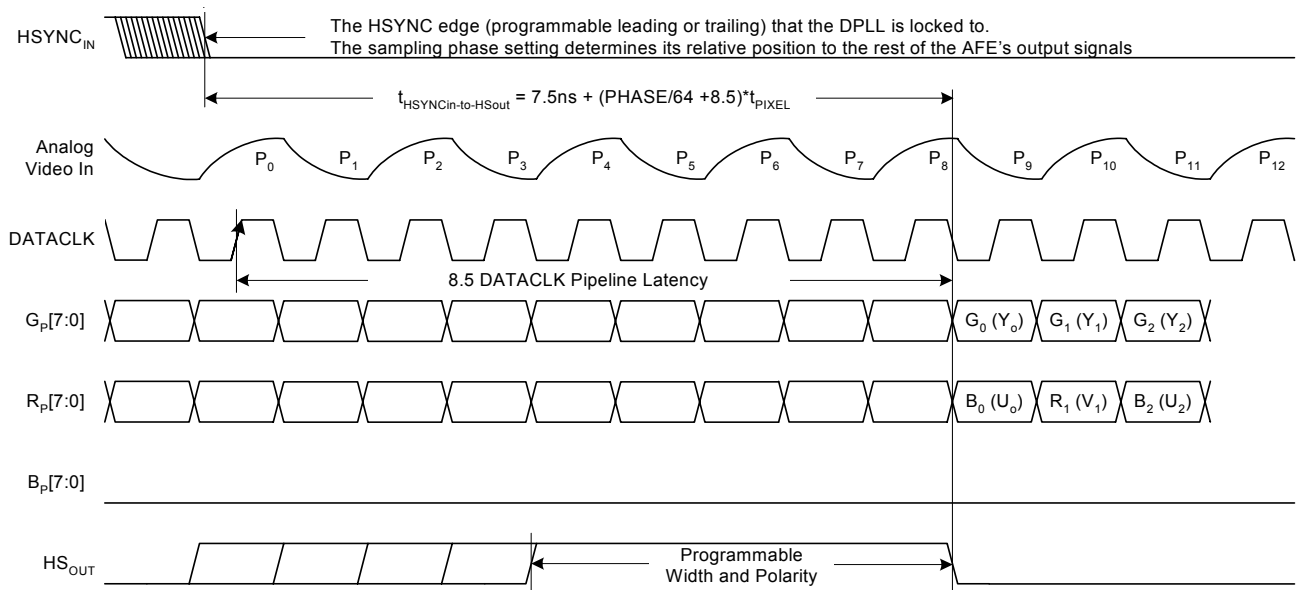 HSYNC_IN
The HSYNC edge (programmable leading or trailing) that the DPLL is locked to.
The sampling phase setting determines its relative position to the rest of the AFE's output signals
t_HSYNCin-to-HSout = 7.5ns + (PHASE/64 +8.5)*t_PIXEL
Analog
Video In
P_0 P_1 P_2 P_3 P_4 P_5 P_6 P_7 P_8 P_9 P_10 P_11 P_12
DATACLK
8.5 DATACLK Pipeline Latency
G_P[7:0]
G_0 (Y_o) G_1 (Y_1) G_2 (Y_2)
R_P[7:0]
B_0 (U_o) R_1 (V_1) B_2 (U_2)
B_P[7:0]
HS_OUT
Programmable
Width and Polarity